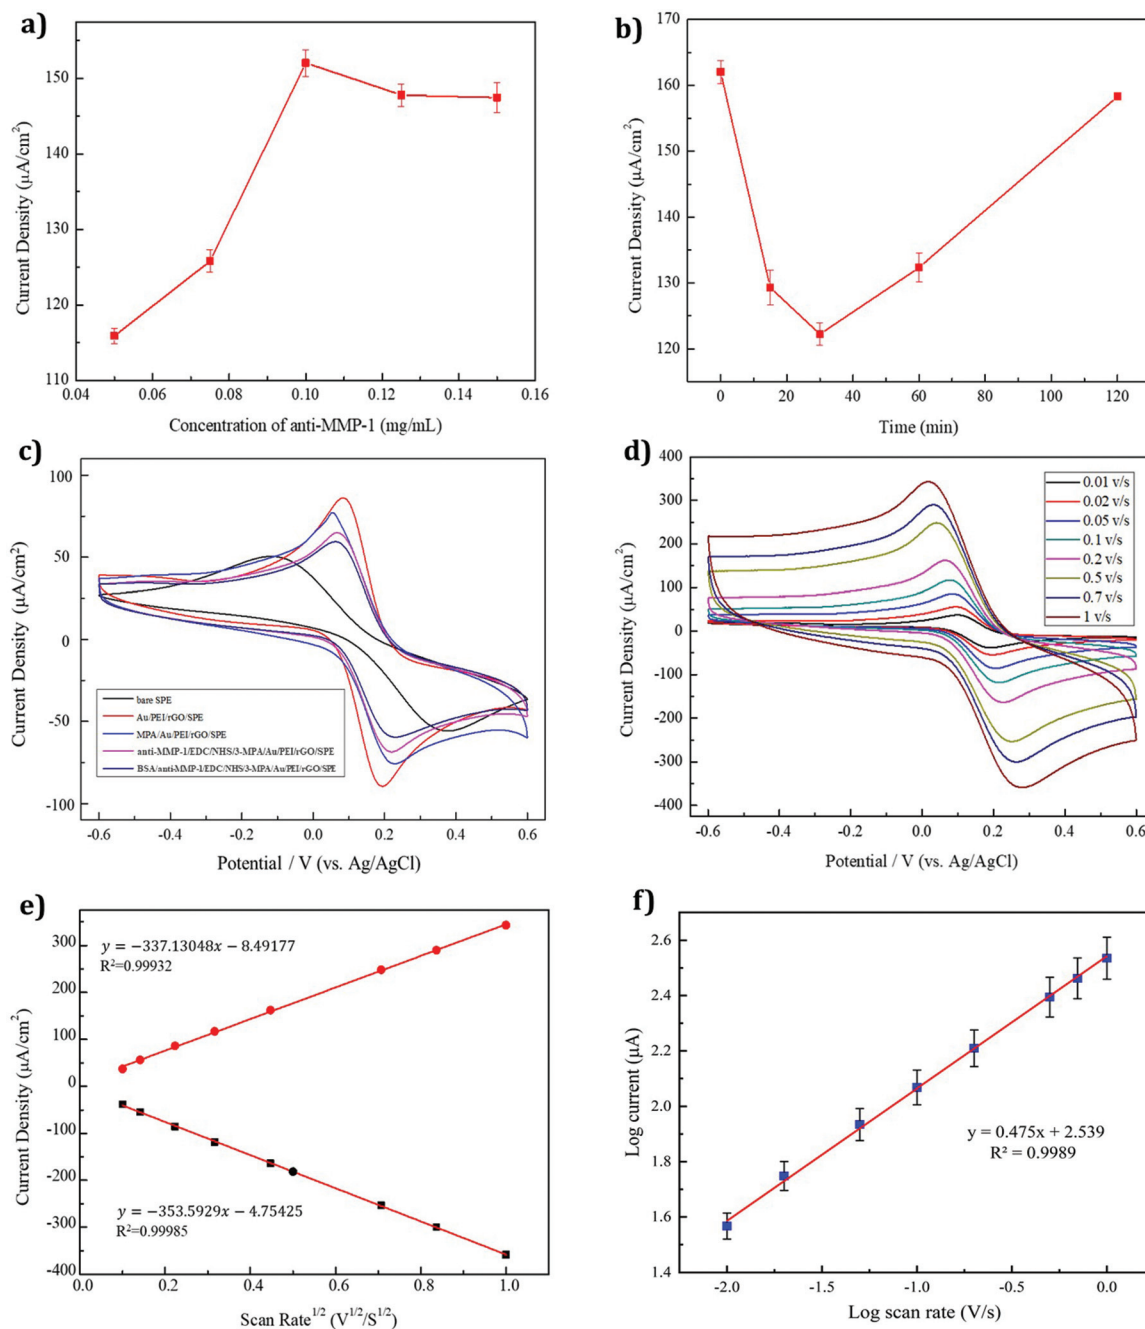 a)
Current Density (μA/cm²)
150
140
130
120
110
0.04 0.06 0.08 0.10 0.12 0.14 0.16
Concentration of anti-MMP-1 (mg/mL)
b)
Current Density (μA/cm²)
170
160
150
140
130
120
0 20 40 60 80 100 120
Time (min)
c)
Current Density (μA/cm²)
100
50
0
-50
-100
bare SPE
Au/PEI/rGO/SPE
MPA/Au/PEI/rGO/SPE
anti-MMP-1/EDC/NHS/3-MPA/Au/PEI/rGO/SPE
BSA/anti-MMP-1/EDC/NHS/3-MPA/Au/PEI/rGO/SPE
-0.6 -0.4 -0.2 0.0 0.2 0.4 0.6
Potential / V (vs. Ag/AgCl)
d)
Current Density (μA/cm²)
400
300
200
100
0
-100
-200
-300
-400
0.01 v/s
0.02 v/s
0.05 v/s
0.1 v/s
0.2 v/s
0.5 v/s
0.7 v/s
1 v/s
-0.6 -0.4 -0.2 0.0 0.2 0.4 0.6
Potential / V (vs. Ag/AgCl)
e)
Current Density (μA/cm²)
300
200
100
0
-100
-200
-300
-400
y = −337.13048x − 8.49177
R²=0.99932
y = −353.5929x − 4.75425
R²=0.99985
0.0 0.2 0.4 0.6 0.8 1.0
Scan Rate^1/2 (V^1/2/S^1/2)
f)
Log current (μA)
2.6
2.4
2.2
2.0
1.8
1.6
1.4
y = 0.475x + 2.539
R² = 0.9989
-2.0 -1.5 -1.0 -0.5 0.0
Log scan rate (V/s)